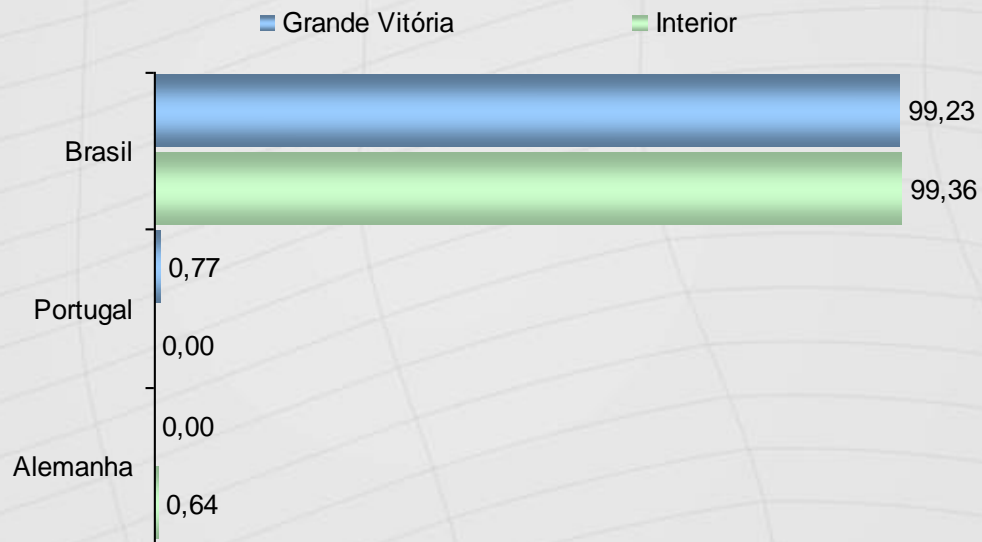 Grande Vitória Interior
99,23
Brasil
99,36
0,77
Portugal
0,00
0,00
Alemanha
0,64